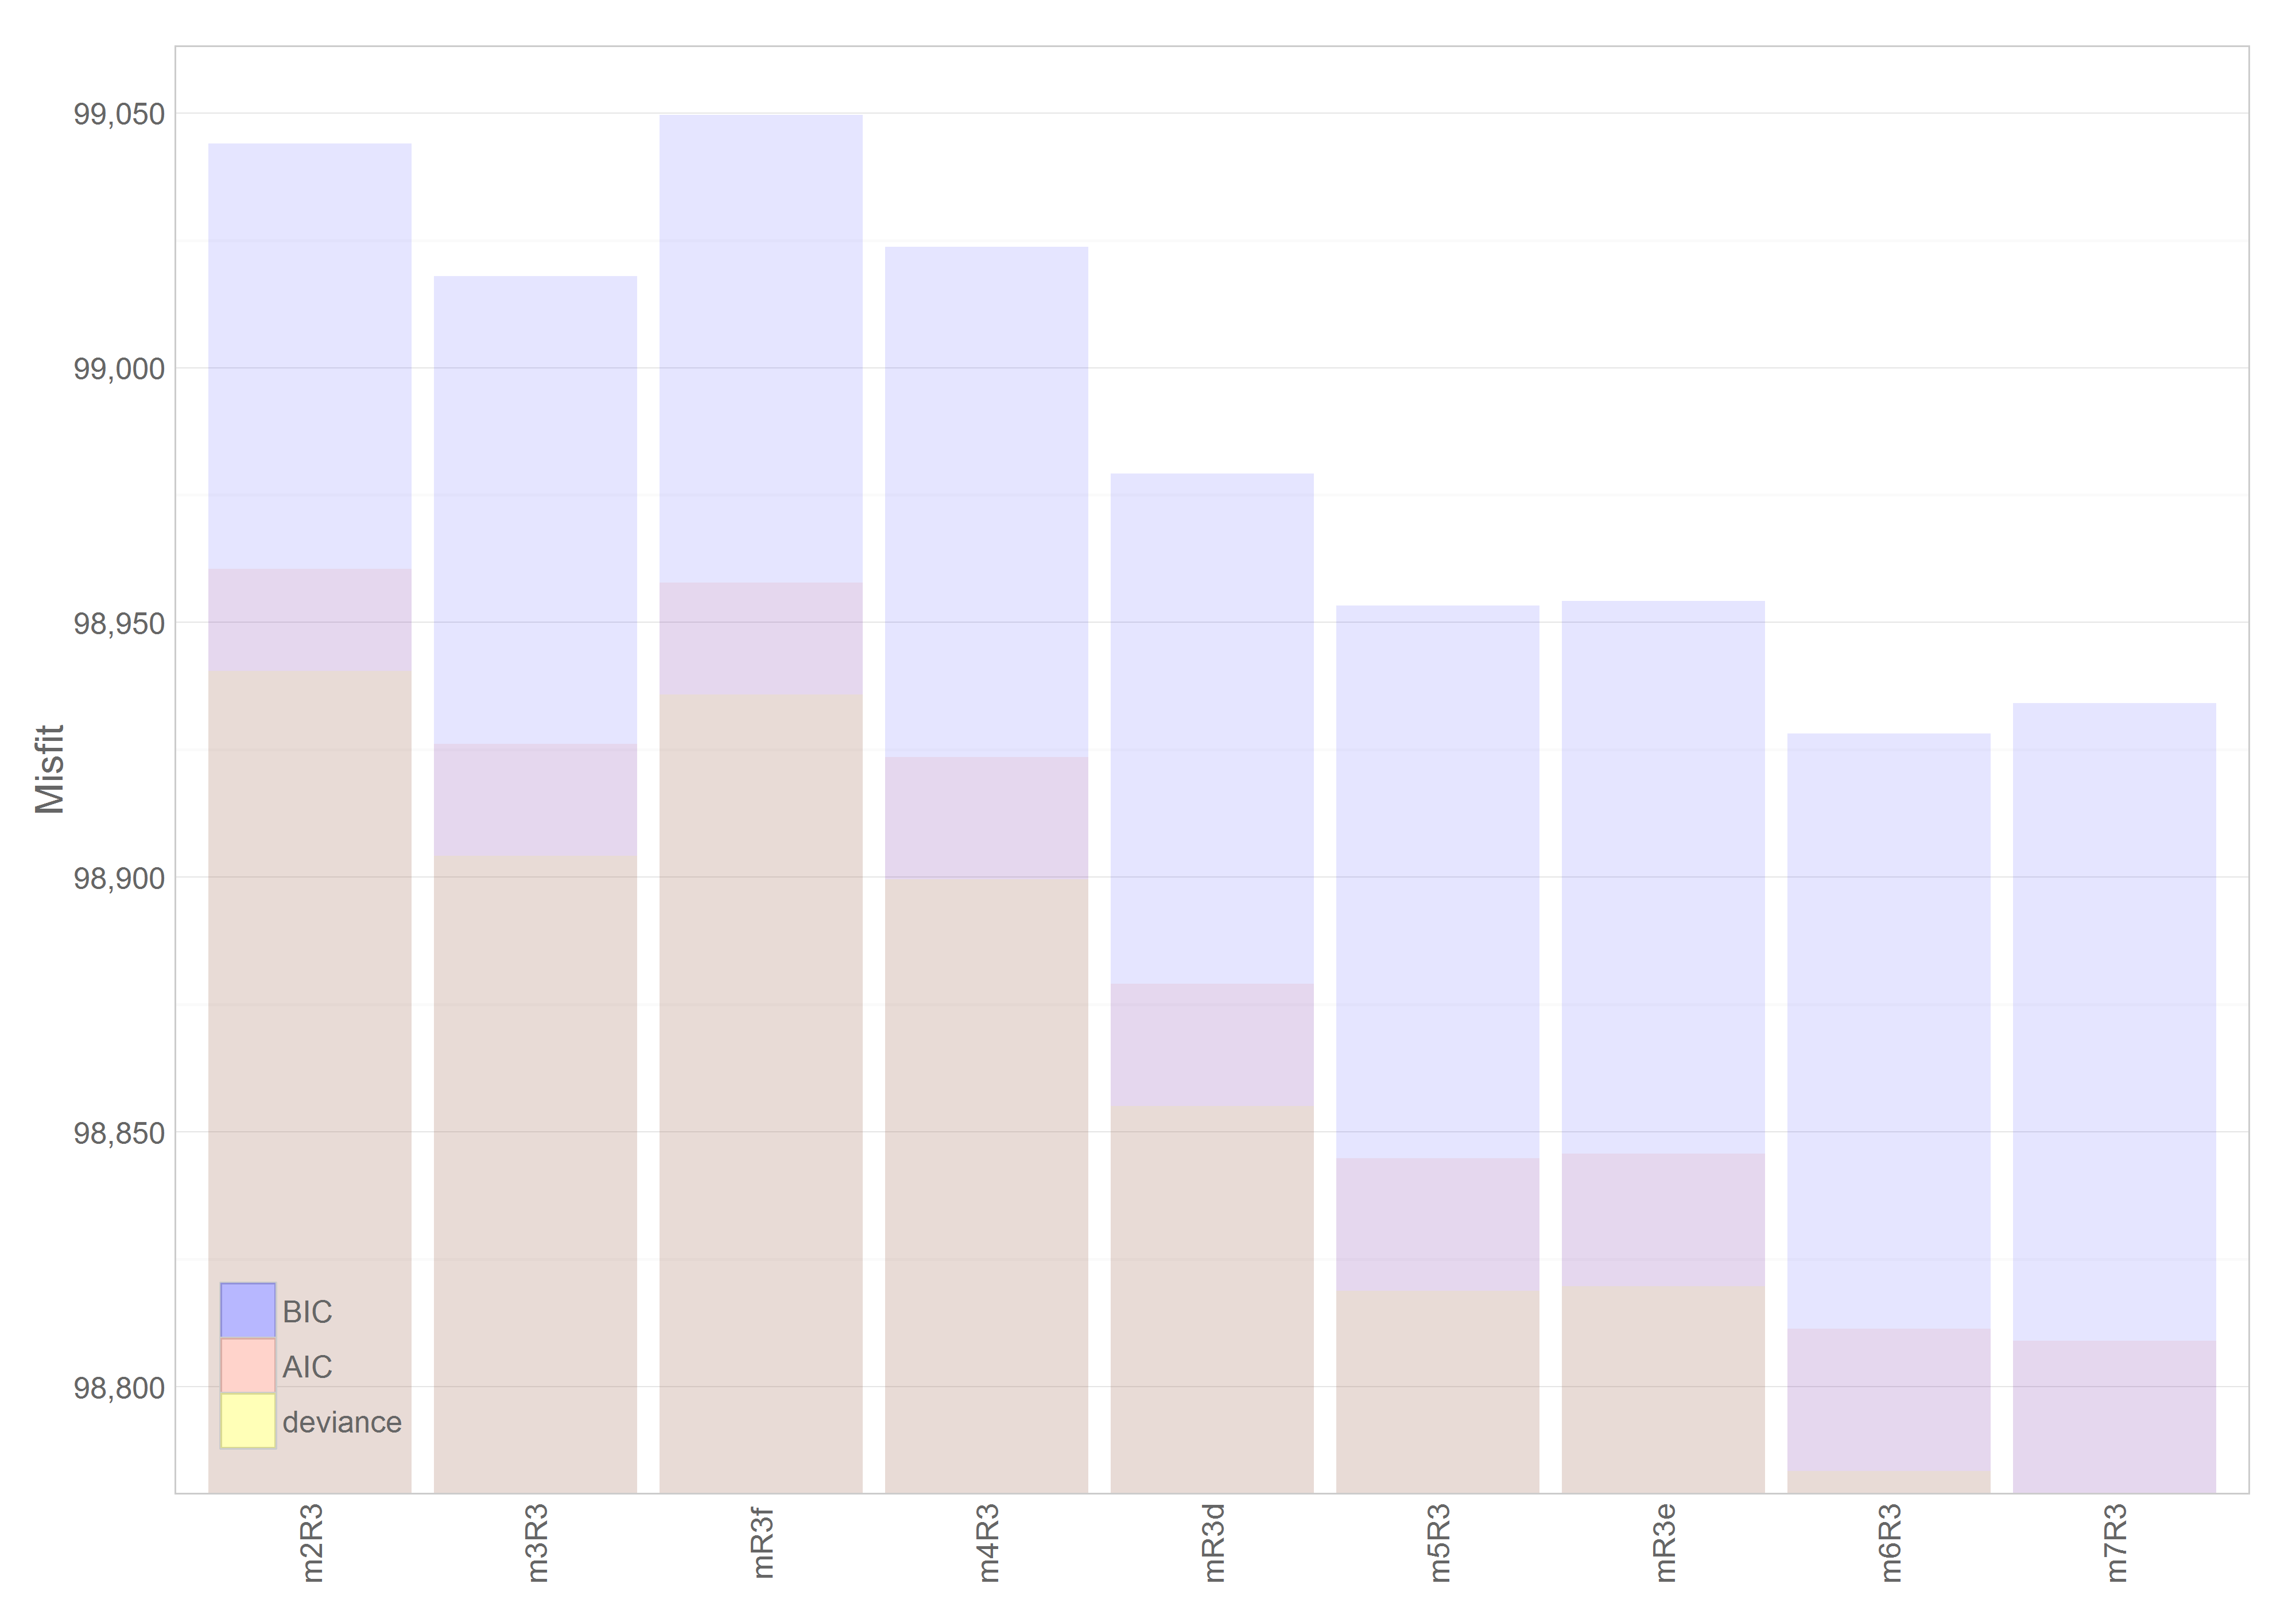 99,050
99,000
98,950
98,900
98,850
98,800
Misfit
BIC
AIC
deviance
m2R3
m3R3
mR3f
m4R3
mR3d
m5R3
mR3e
m6R3
m7R3